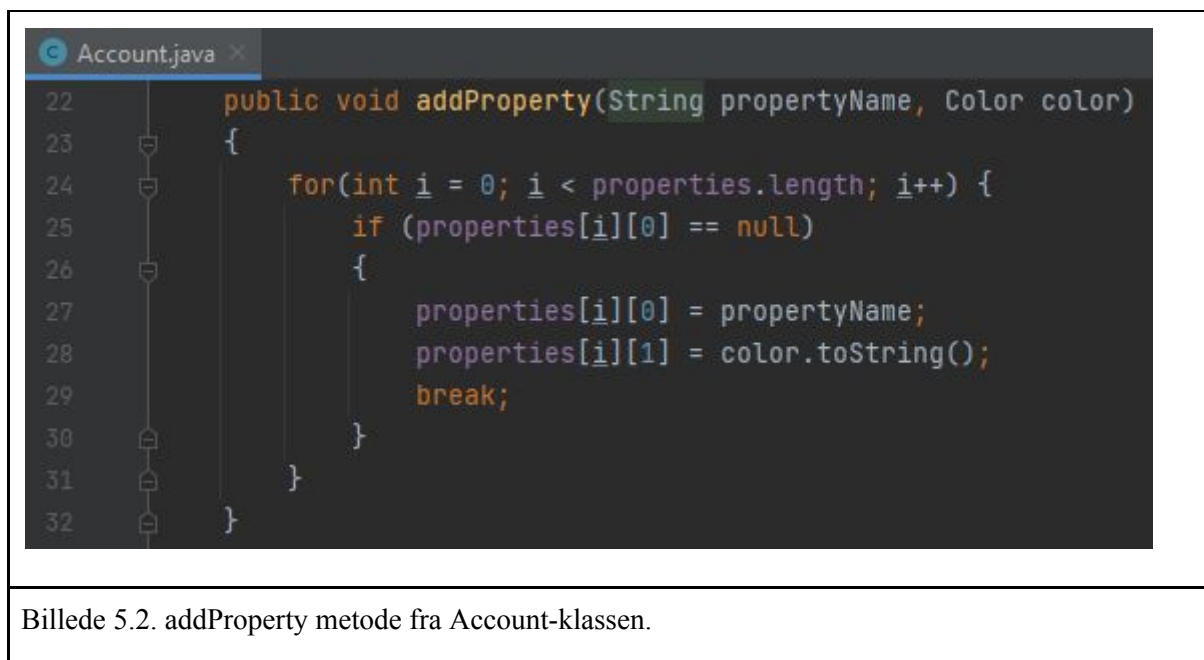 Account.java
22 public void addProperty(String propertyName, Color color)
23 {
24 for(int i = 0; i < properties.length; i++) {
25 if (properties[i][0] == null)
26 {
27 properties[i][0] = propertyName;
28 properties[i][1] = color.toString();
29 break;
30 }
31 }
32 }
Billede 5.2. addProperty metode fra Account-klassen.